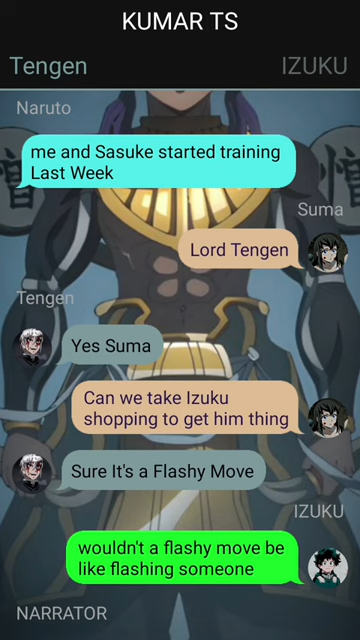 KUMAR TS
Tengen
IZUKU
Naruto
me and Sasuke started training
Last Week
Suma
Lord Tengen
Tengen
Yes Suma
Can we take Izuku
shopping to get him thing
Sure It's a Flashy Move
IZUKU
wouldn't a flashy move be
like flashing someone
NARRATOR